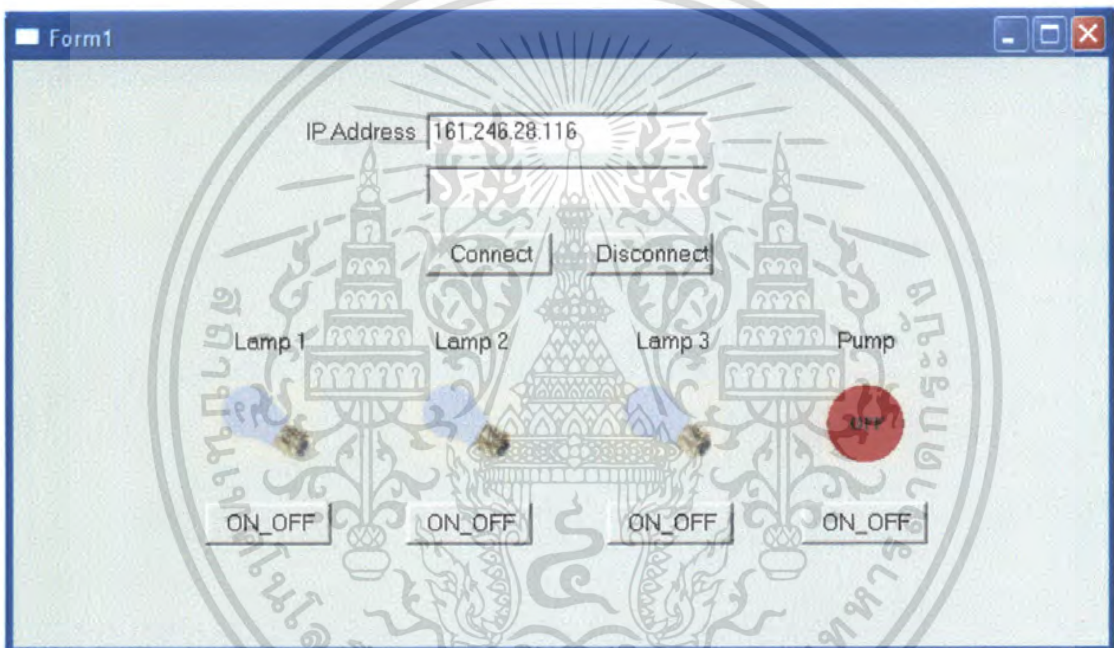 Form1
IP Address 161.246.28.116
Connect Disconnect
Lamp 1 Lamp 2 Lamp 3 Pump
OFF
ON_OFF ON_OFF ON_OFF ON_OFF